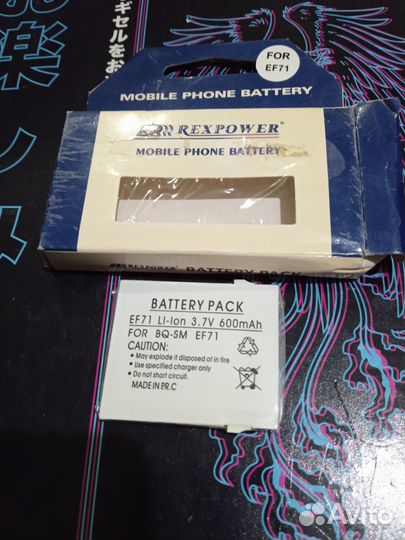 FOR
EF71
MOBILE PHONE BATTERY
REXPOWER®
MOBILE PHONE BATTERY
REXPOWER
BATTERY PACK
BATTERY PACK
EF71 LI-Ion 3.7V 600mAh
FOR BQ-SM EF71
CAUTION:
• May explode if disposed of in fire
• Use specified charger only
• Do not short circuit.
MADE IN P.R.C
ギセルをお
楽
Avito